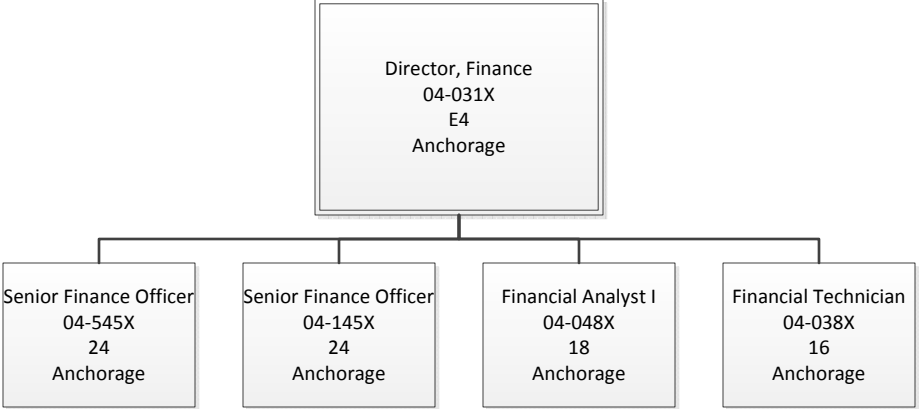 Director, Finance
04-031X
E4
Anchorage
Senior Finance Officer
04-545X
24
Anchorage
Senior Finance Officer
04-145X
24
Anchorage
Financial Analyst I
04-048X
18
Anchorage
Financial Technician
04-038X
16
Anchorage